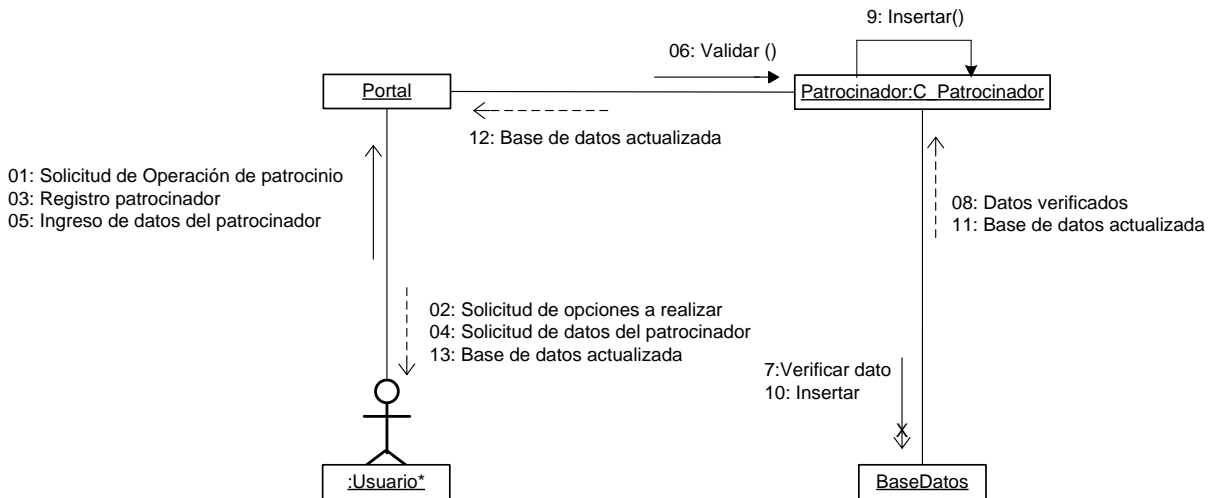 9: Insertar()
06: Validar ()
Portal
Patrocinador:C_Patrocinador
12: Base de datos actualizada
01: Solicitud de Operación de patrocinio
03: Registro patrocinador
05: Ingreso de datos del patrocinador
08: Datos verificados
11: Base de datos actualizada
02: Solicitud de opciones a realizar
04: Solicitud de datos del patrocinador
13: Base de datos actualizada
7:Verificar dato
10: Insertar
X
:Usuario*
BaseDatos